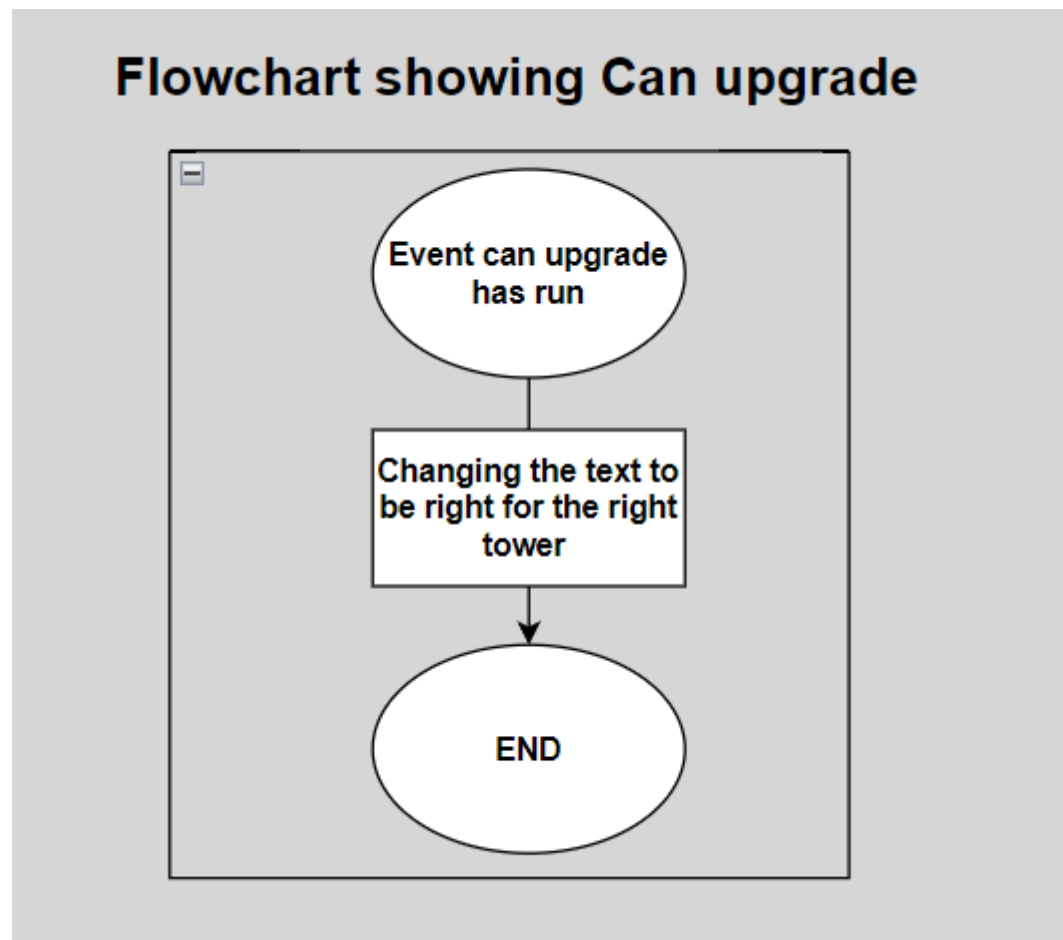 Flowchart showing Can upgrade
Event can upgrade
has run
Changing the text to
be right for the right
tower
END